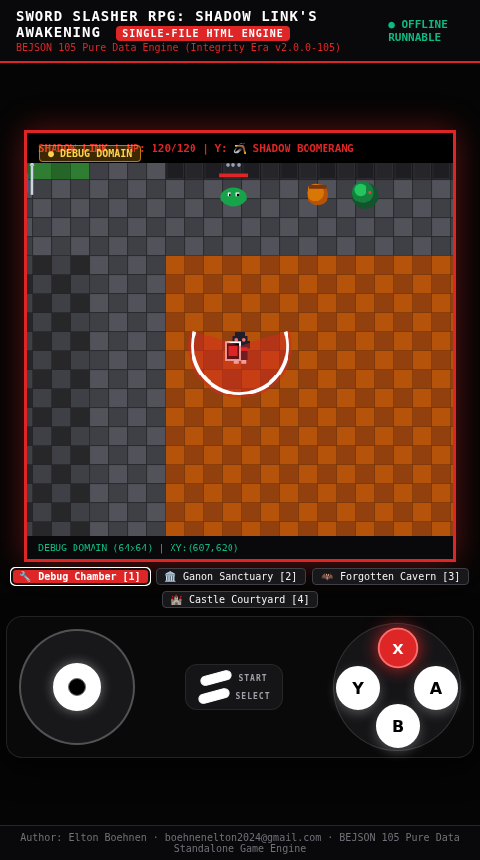 SWORD SLASHER RPG: SHADOW LINK'S
AWAKENING SINGLE-FILE HTML ENGINE
BEJSON 105 Pure Data Engine (Integrity Era v2.0.0-105)
● OFFLINE
RUNNABLE
SHADOW LINK | HP: 120/120 | Y: 🪃 SHADOW BOOMERANG
● DEBUG DOMAIN
DEBUG DOMAIN (64x64) | XY:(607,620)
🔧 Debug Chamber [1]
🏛️ Ganon Sanctuary [2]
🦇 Forgotten Cavern [3]
🏰 Castle Courtyard [4]
START
SELECT
X
Y
A
B
Author: Elton Boehnen · boehnenelton2024@gmail.com · BEJSON 105 Pure Data
Standalone Game Engine